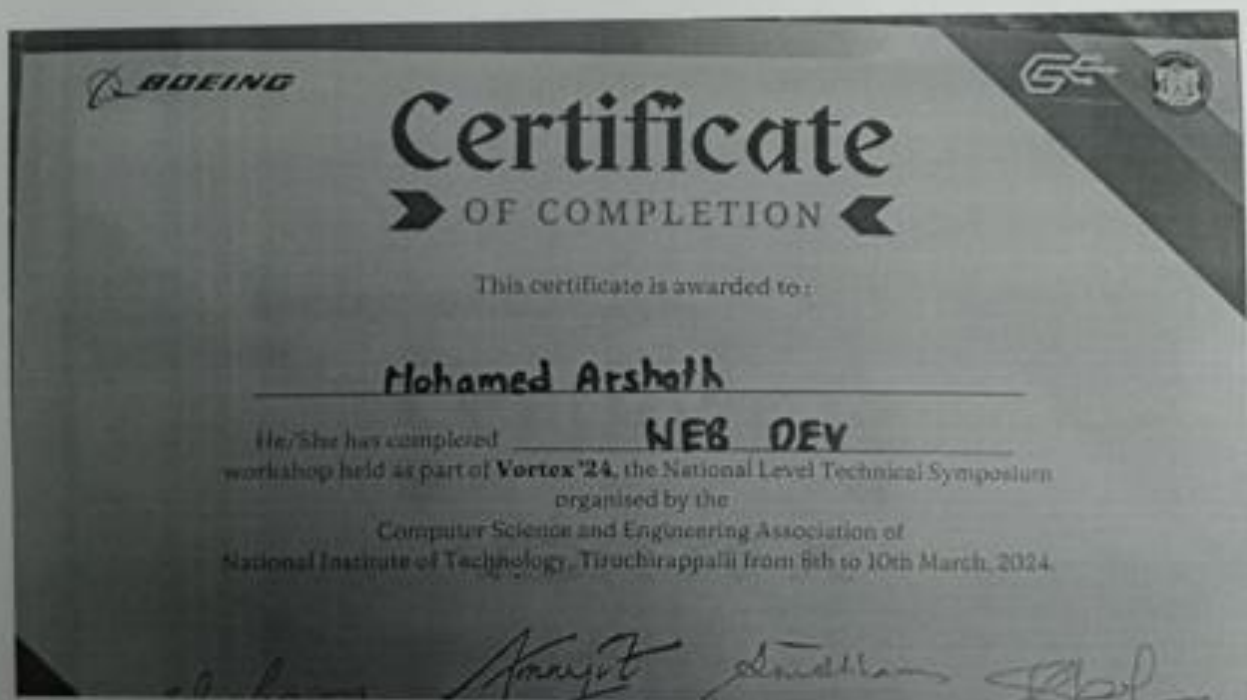 BOEING
Certificate
OF COMPLETION
This certificate is awarded to :
Mohamed Arshath
He/She has completed WEB DEV
workshop held as part of Vortex '24, the National Level Technical Symposium
organised by the
Computer Science and Engineering Association of
National Institute of Technology, Tiruchirappalli from 8th to 10th March, 2024.